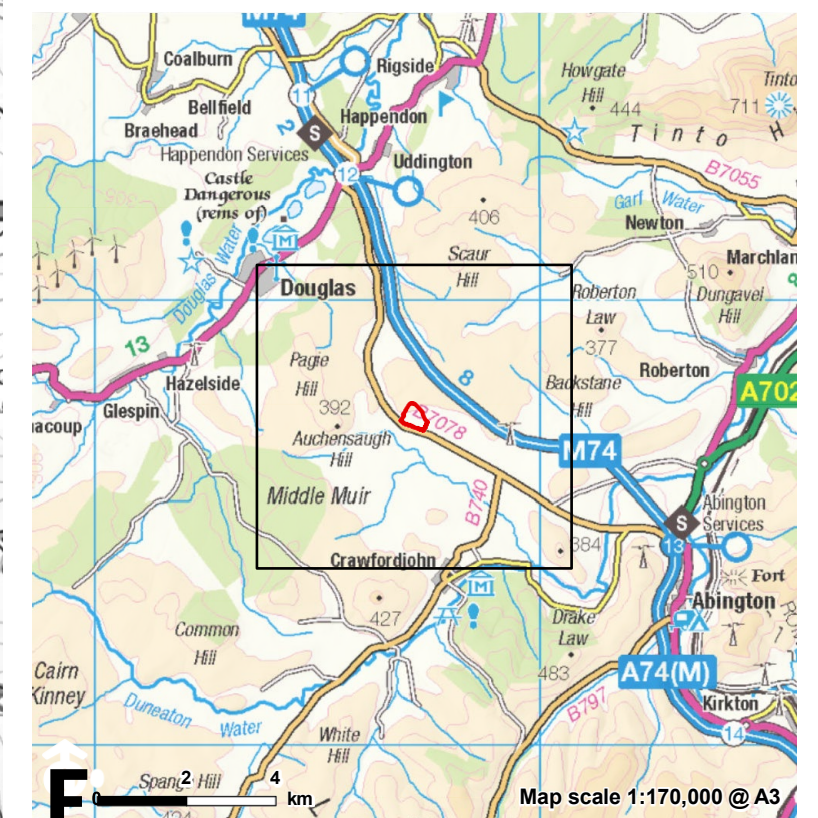 M74
Coalburn
Rigside
Howgate
Hill
444
711
Tinto
11
Bellfield
Happendon
Braehead
2
S
Tinto H
Happendon Services
Uddington
12
B7055
Castle
Dangerous
(rems of)
406
Garf Water
Newton
Douglas Water
Scaur
Hill
Marchlan
510
Dungavel
Hill
Douglas
Roberton
Law
377
13
Pagie
Hill
8
Roberton
Hazelside
Backstane
Hill
A702
Glespin
392
B7078
nacoup
Auchensaugh
Hill
M74
Middle Muir
B740
Abington
Services
S
13
384
Crawfordjohn
Fort
Abington
427
Drake
Law
Common
Hill
483
A74(M)
Cairn
Kinney
B797
Kirkton
Duneaton Water
White
Hill
14
Spang Hill
0 2 4
km
Map scale 1:170,000 @ A3